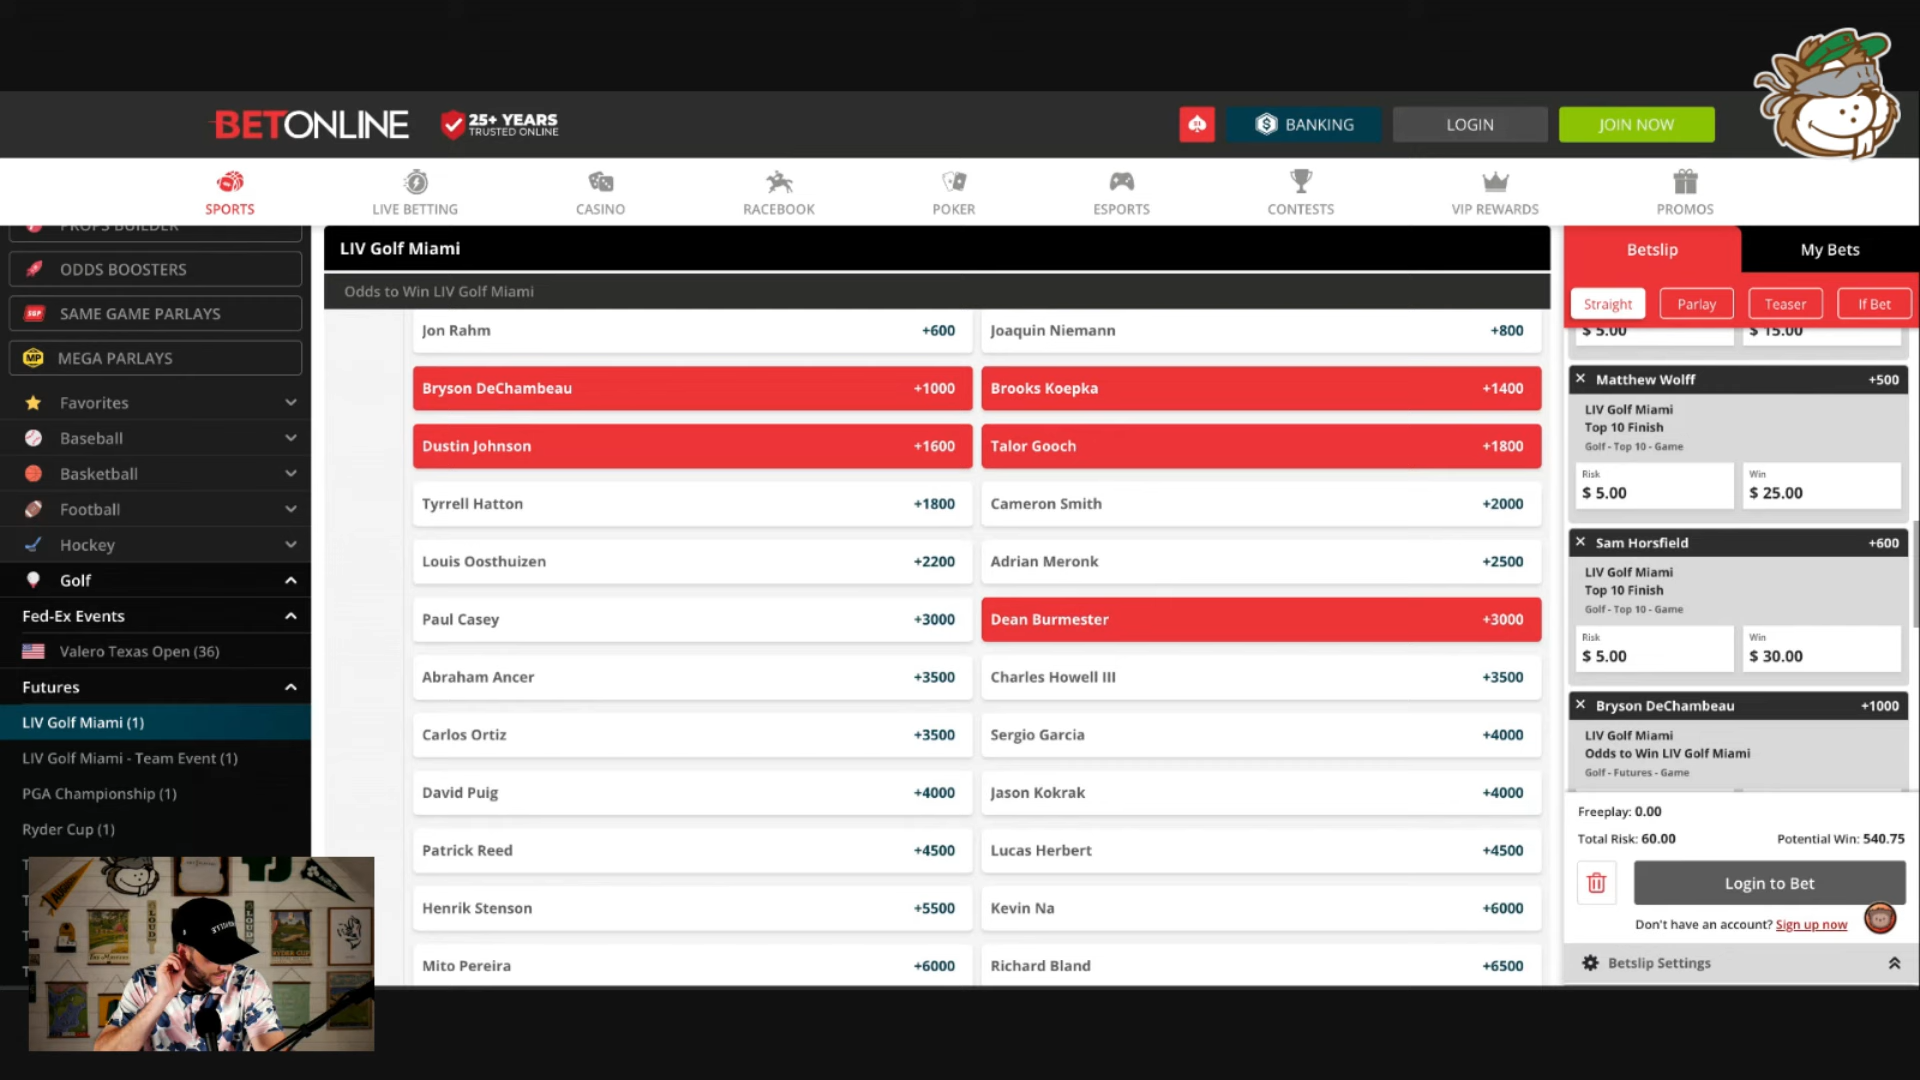 BETONLINE
25+ YEARS
TRUSTED ONLINE
BANKING
LOGIN
JOIN NOW
SPORTS
LIVE BETTING
CASINO
RACEBOOK
POKER
ESPORTS
CONTESTS
VIP REWARDS
PROMOS
PROPS BUILDER
ODDS BOOSTERS
SGP SAME GAME PARLAYS
MP MEGA PARLAYS
Favorites
Baseball
Basketball
Football
Hockey
Golf
Fed-Ex Events
Valero Texas Open (36)
Futures
LIV Golf Miami (1)
LIV Golf Miami - Team Event (1)
PGA Championship (1)
Ryder Cup (1)
LIV Golf Miami
Odds to Win LIV Golf Miami
Jon Rahm +600 Joaquin Niemann +800
Bryson DeChambeau +1000 Brooks Koepka +1400
Dustin Johnson +1600 Talor Gooch +1800
Tyrrell Hatton +1800 Cameron Smith +2000
Louis Oosthuizen +2200 Adrian Meronk +2500
Paul Casey +3000 Dean Burmester +3000
Abraham Ancer +3500 Charles Howell III +3500
Carlos Ortiz +3500 Sergio Garcia +4000
David Puig +4000 Jason Kokrak +4000
Patrick Reed +4500 Lucas Herbert +4500
Henrik Stenson +5500 Kevin Na +6000
Mito Pereira +6000 Richard Bland +6500
Betslip My Bets
Straight Parlay Teaser If Bet
$ 5.00 $ 15.00
Matthew Wolff +500
LIV Golf Miami
Top 10 Finish
Golf - Top 10 - Game
Risk Win
$ 5.00 $ 25.00
Sam Horsfield +600
LIV Golf Miami
Top 10 Finish
Golf - Top 10 - Game
Risk Win
$ 5.00 $ 30.00
Bryson DeChambeau +1000
LIV Golf Miami
Odds to Win LIV Golf Miami
Golf - Futures - Game
Freeplay: 0.00
Total Risk: 60.00 Potential Win: 540.75
Login to Bet
Don't have an account? Sign up now
Betslip Settings